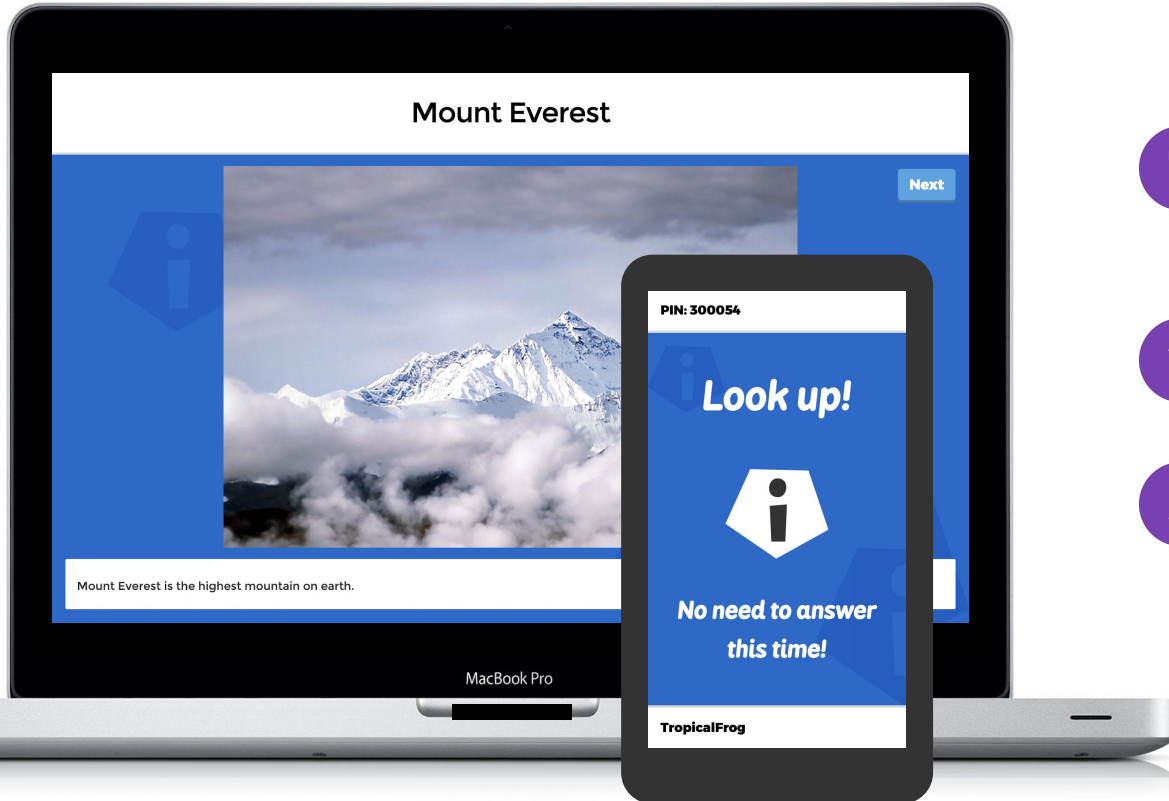 Mount Everest
Next
Mount Everest is the highest mountain on earth.
MacBook Pro
PIN: 300054
Look up!
No need to answer
this time!
TropicalFrog